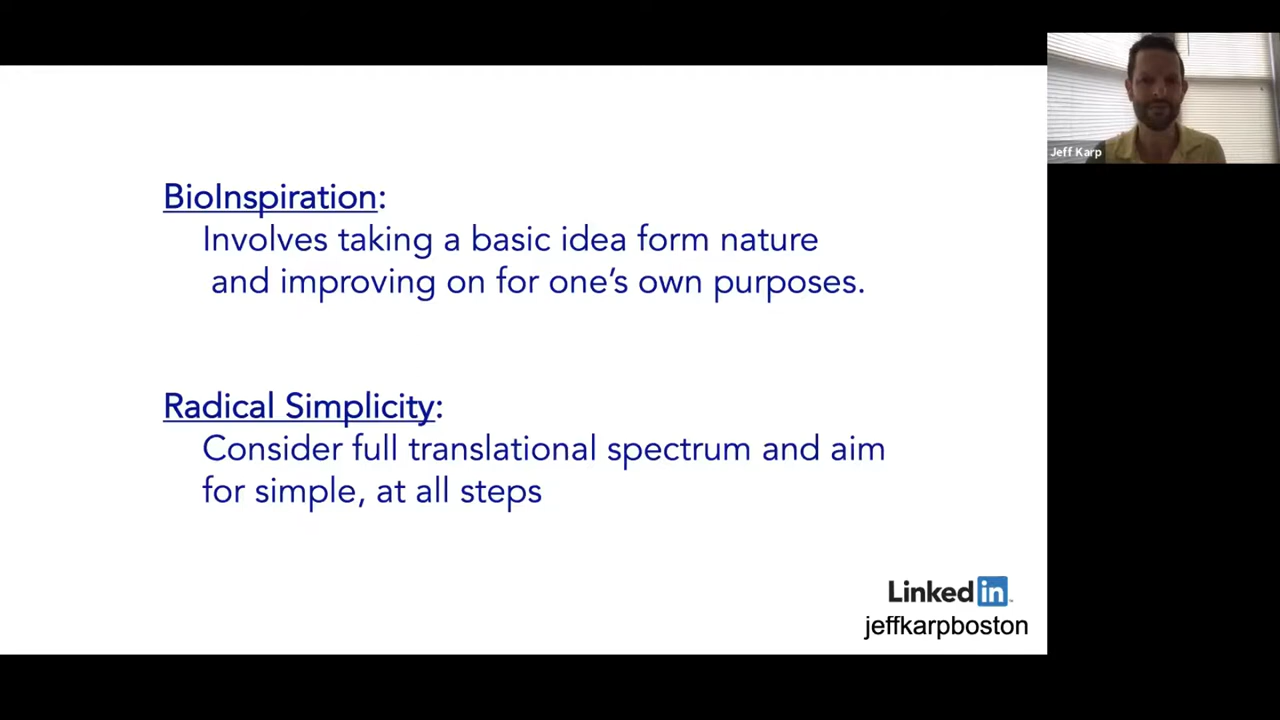 BioInspiration:
Involves taking a basic idea form nature
and improving on for one's own purposes.
Radical Simplicity:
Consider full translational spectrum and aim
for simple, at all steps
Linked in
jeffkarpboston
Jeff Karp